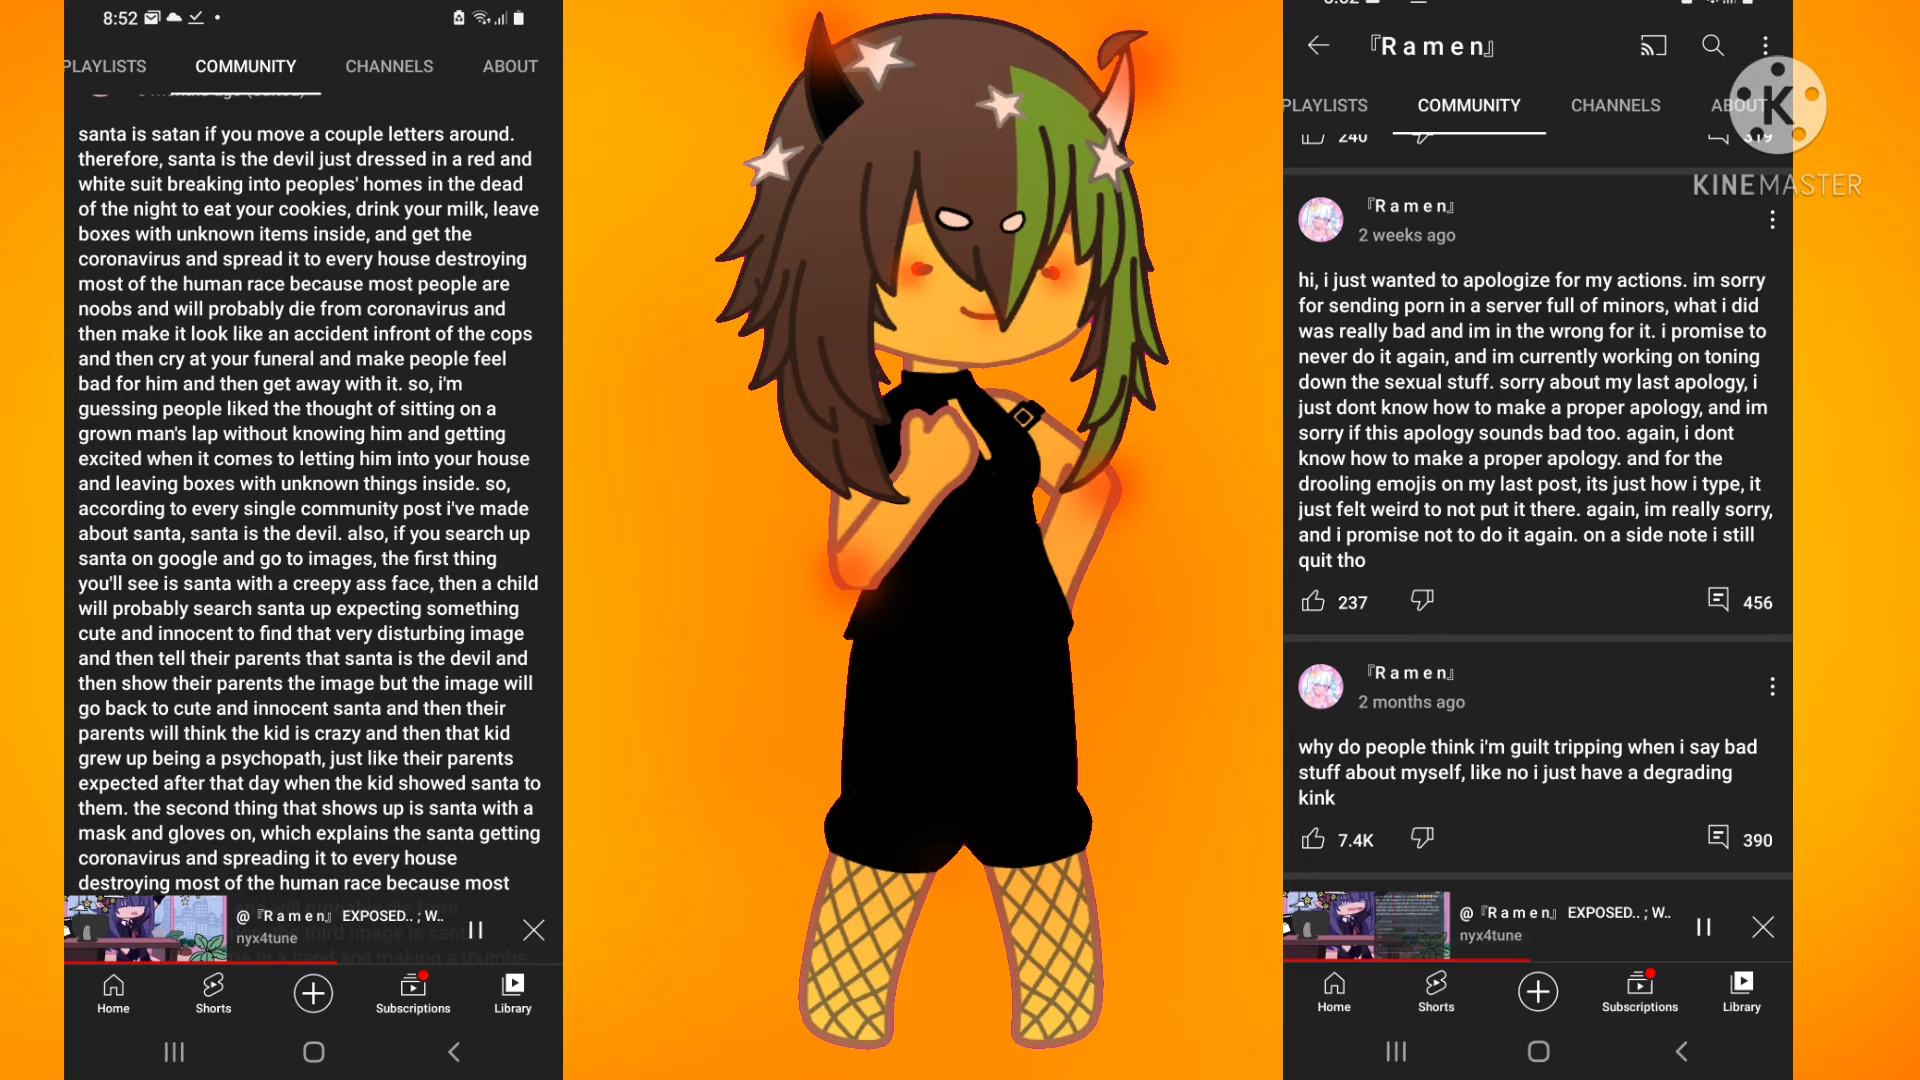 8:52
PLAYLISTS COMMUNITY CHANNELS ABOUT
santa is satan if you move a couple letters around.
therefore, santa is the devil just dressed in a red and
white suit breaking into peoples' homes in the dead
of the night to eat your cookies, drink your milk, leave
boxes with unknown items inside, and get the
coronavirus and spread it to every house destroying
most of the human race because most people are
noobs and will probably die from coronavirus and
then make it look like an accident infront of the cops
and then cry at your funeral and make people feel
bad for him and then get away with it. so, i'm
guessing people liked the thought of sitting on a
grown man's lap without knowing him and getting
excited when it comes to letting him into your house
and leaving boxes with unknown things inside. so,
according to every single community post i've made
about santa, santa is the devil. also, if you search up
santa on google and go to images, the first thing
you'll see is santa with a creepy ass face, then a child
will probably search santa up expecting something
cute and innocent to find that very disturbing image
and then tell their parents that santa is the devil and
then show their parents the image but the image will
go back to cute and innocent santa and then their
parents will think the kid is crazy and then that kid
grew up being a psychopath, just like their parents
expected after that day when the kid showed santa to
them. the second thing that shows up is santa with a
mask and gloves on, which explains the santa getting
coronavirus and spreading it to every house
destroying most of the human race because most
@『Ramen』 EXPOSED.. ; W..
nyx4tune
Home Shorts Subscriptions Library
『Ramen』
PLAYLISTS COMMUNITY CHANNELS ABOUT
240 319
K
KINEMASTER
『Ramen』
2 weeks ago
hi, i just wanted to apologize for my actions. im sorry
for sending porn in a server full of minors, what i did
was really bad and im in the wrong for it. i promise to
never do it again, and im currently working on toning
down the sexual stuff. sorry about my last apology, i
just dont know how to make a proper apology, and im
sorry if this apology sounds bad too. again, i dont
know how to make a proper apology. and for the
drooling emojis on my last post, its just how i type, it
just felt weird to not put it there. again, im really sorry,
and i promise not to do it again. on a side note i still
quit tho
237 456
『Ramen』
2 months ago
why do people think i'm guilt tripping when i say bad
stuff about myself, like no i just have a degrading
kink
7.4K 390
@『Ramen』 EXPOSED.. ; W..
nyx4tune
Home Shorts Subscriptions Library